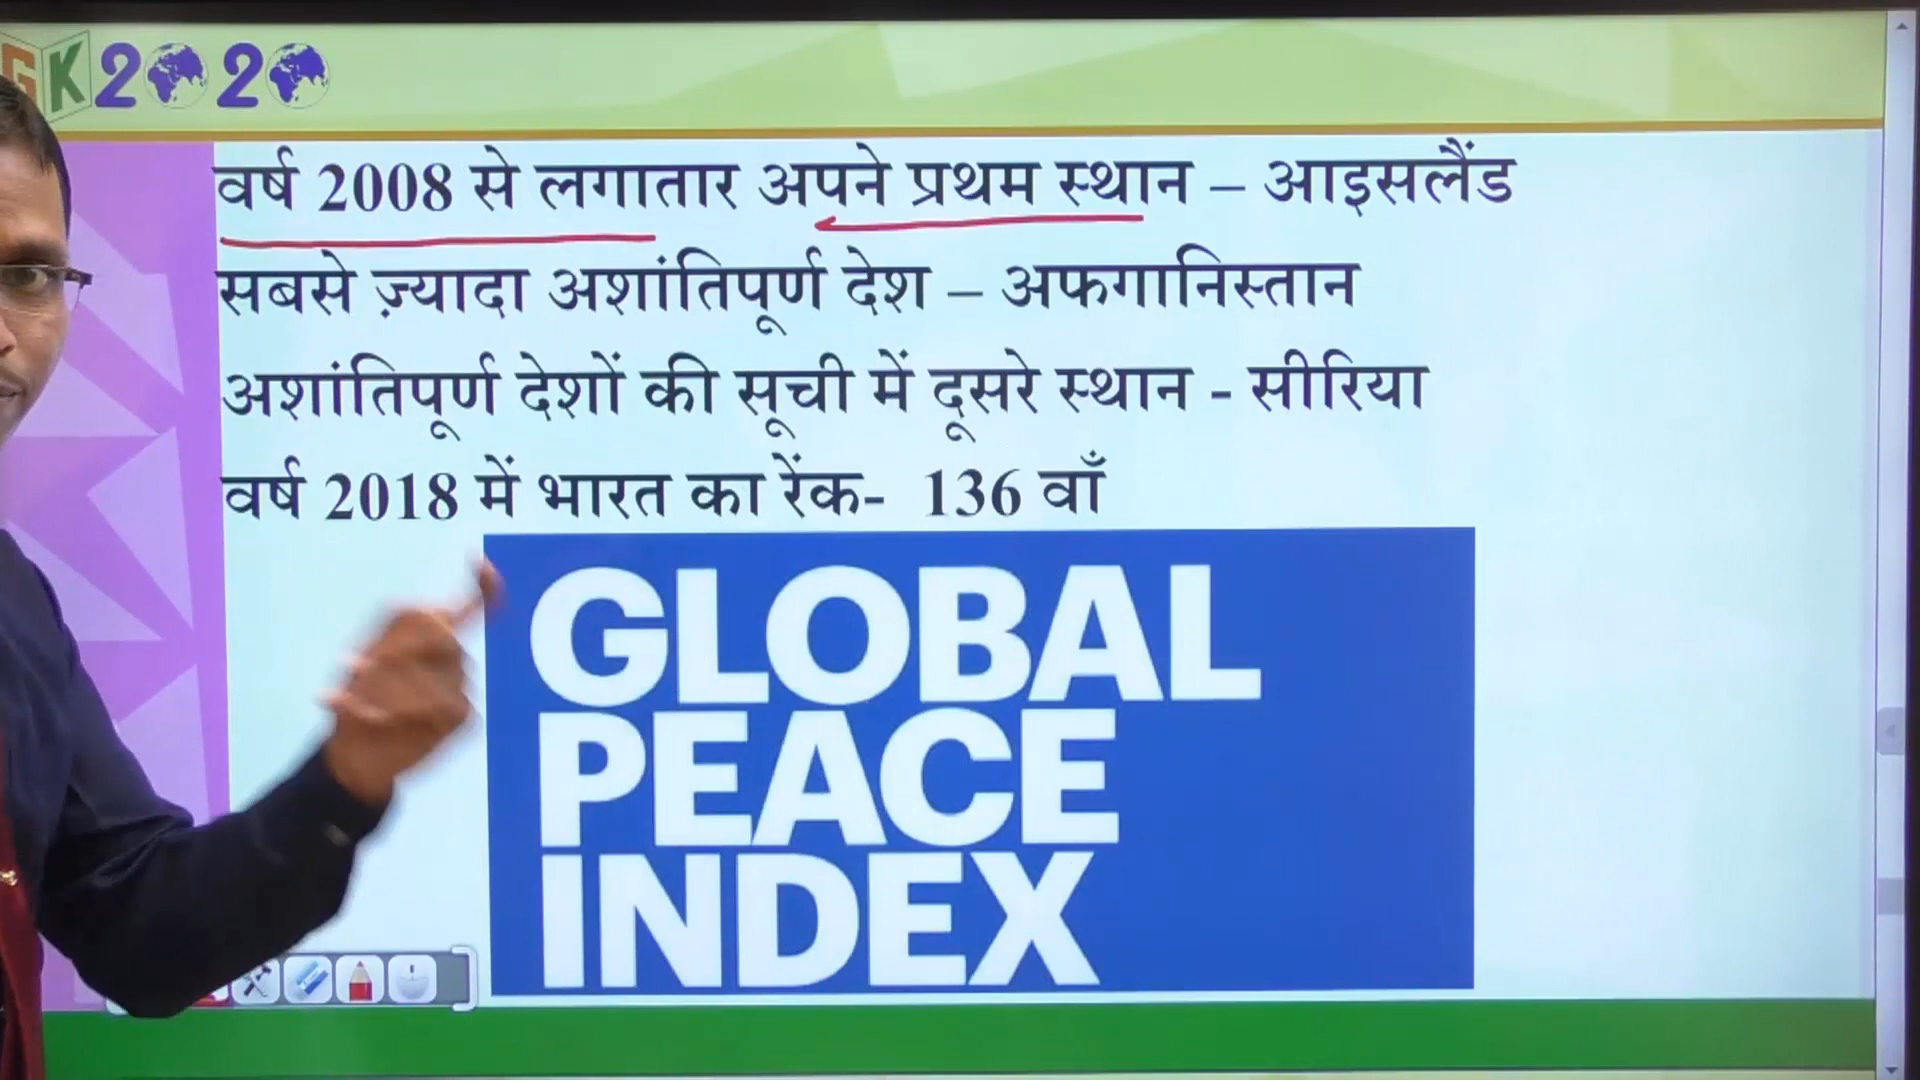 GK2020
वर्ष 2008 से लगातार अपने प्रथम स्थान – आइसलैंड
सबसे ज़्यादा अशांतिपूर्ण देश – अफगानिस्तान
अशांतिपूर्ण देशों की सूची में दूसरे स्थान - सीरिया
वर्ष 2018 में भारत का रेंक- 136 वाँ
GLOBAL
PEACE
INDEX